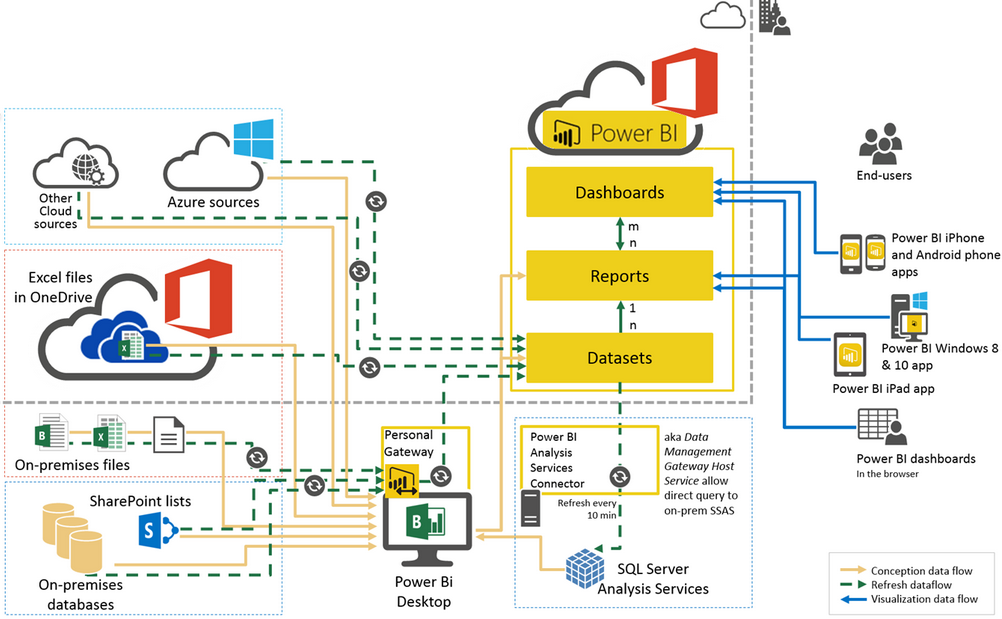 Power BI
Other
Cloud
sources
Azure sources
Dashboards
m
n
End-users
Power BI iPhone
and Android phone
apps
Excel files
in OneDrive
X
Reports
1
n
Datasets
Power BI Windows 8
& 10 app
Power BI iPad app
B
X
On-premises files
Personal
Gateway
Power BI
Analysis
Services
Connector
aka Data
Management
Gateway Host
Service allow
direct query to
on-prem SSAS
Power BI dashboards
In the browser
Refresh every
10 min
SharePoint lists
S
B
On-premises
databases
Power Bi
Desktop
SQL Server
Analysis Services
Conception data flow
Refresh dataflow
Visualization data flow